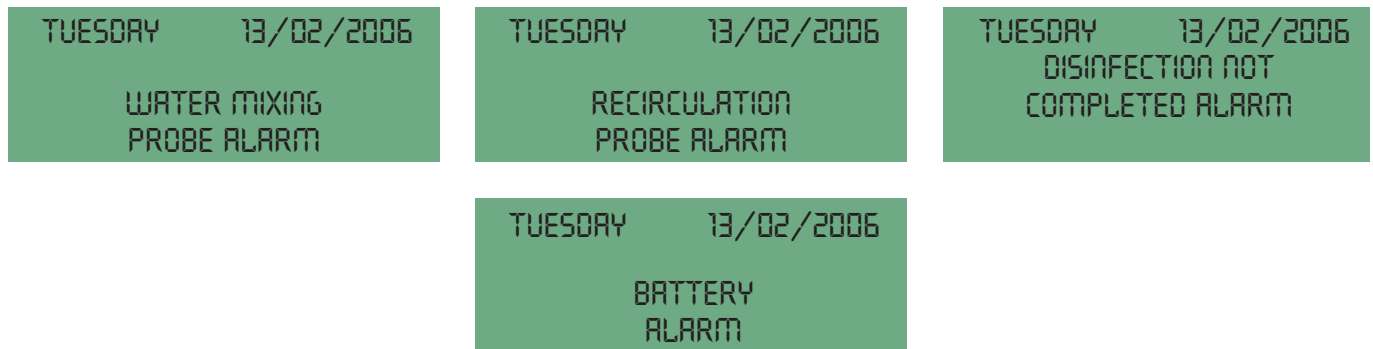 TUESDAY 13/02/2006
WATER MIXING
PROBE ALARM
TUESDAY 13/02/2006
RECIRCULATION
PROBE ALARM
TUESDAY 13/02/2006
DISINFECTION NOT
COMPLETED ALARM
TUESDAY 13/02/2006
BATTERY
ALARM